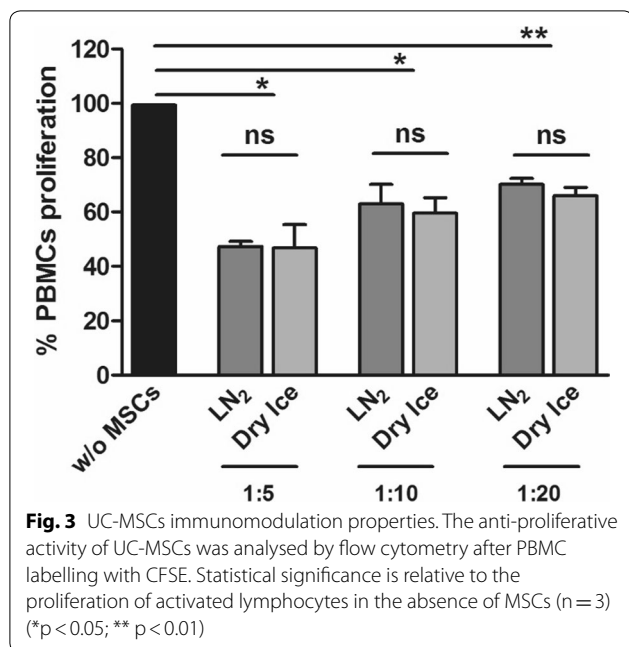 120
100
80
60
40
20
0
% PBMCs proliferation
**
*
*
ns
ns
ns
w/o MSCs
LN₂
Dry Ice
LN₂
Dry Ice
LN₂
Dry Ice
1:5
1:10
1:20
Fig. 3 UC-MSCs immunomodulation properties. The anti-proliferative
activity of UC-MSCs was analysed by flow cytometry after PBMC
labelling with CFSE. Statistical significance is relative to the
proliferation of activated lymphocytes in the absence of MSCs (n = 3)
(*p < 0.05; ** p < 0.01)